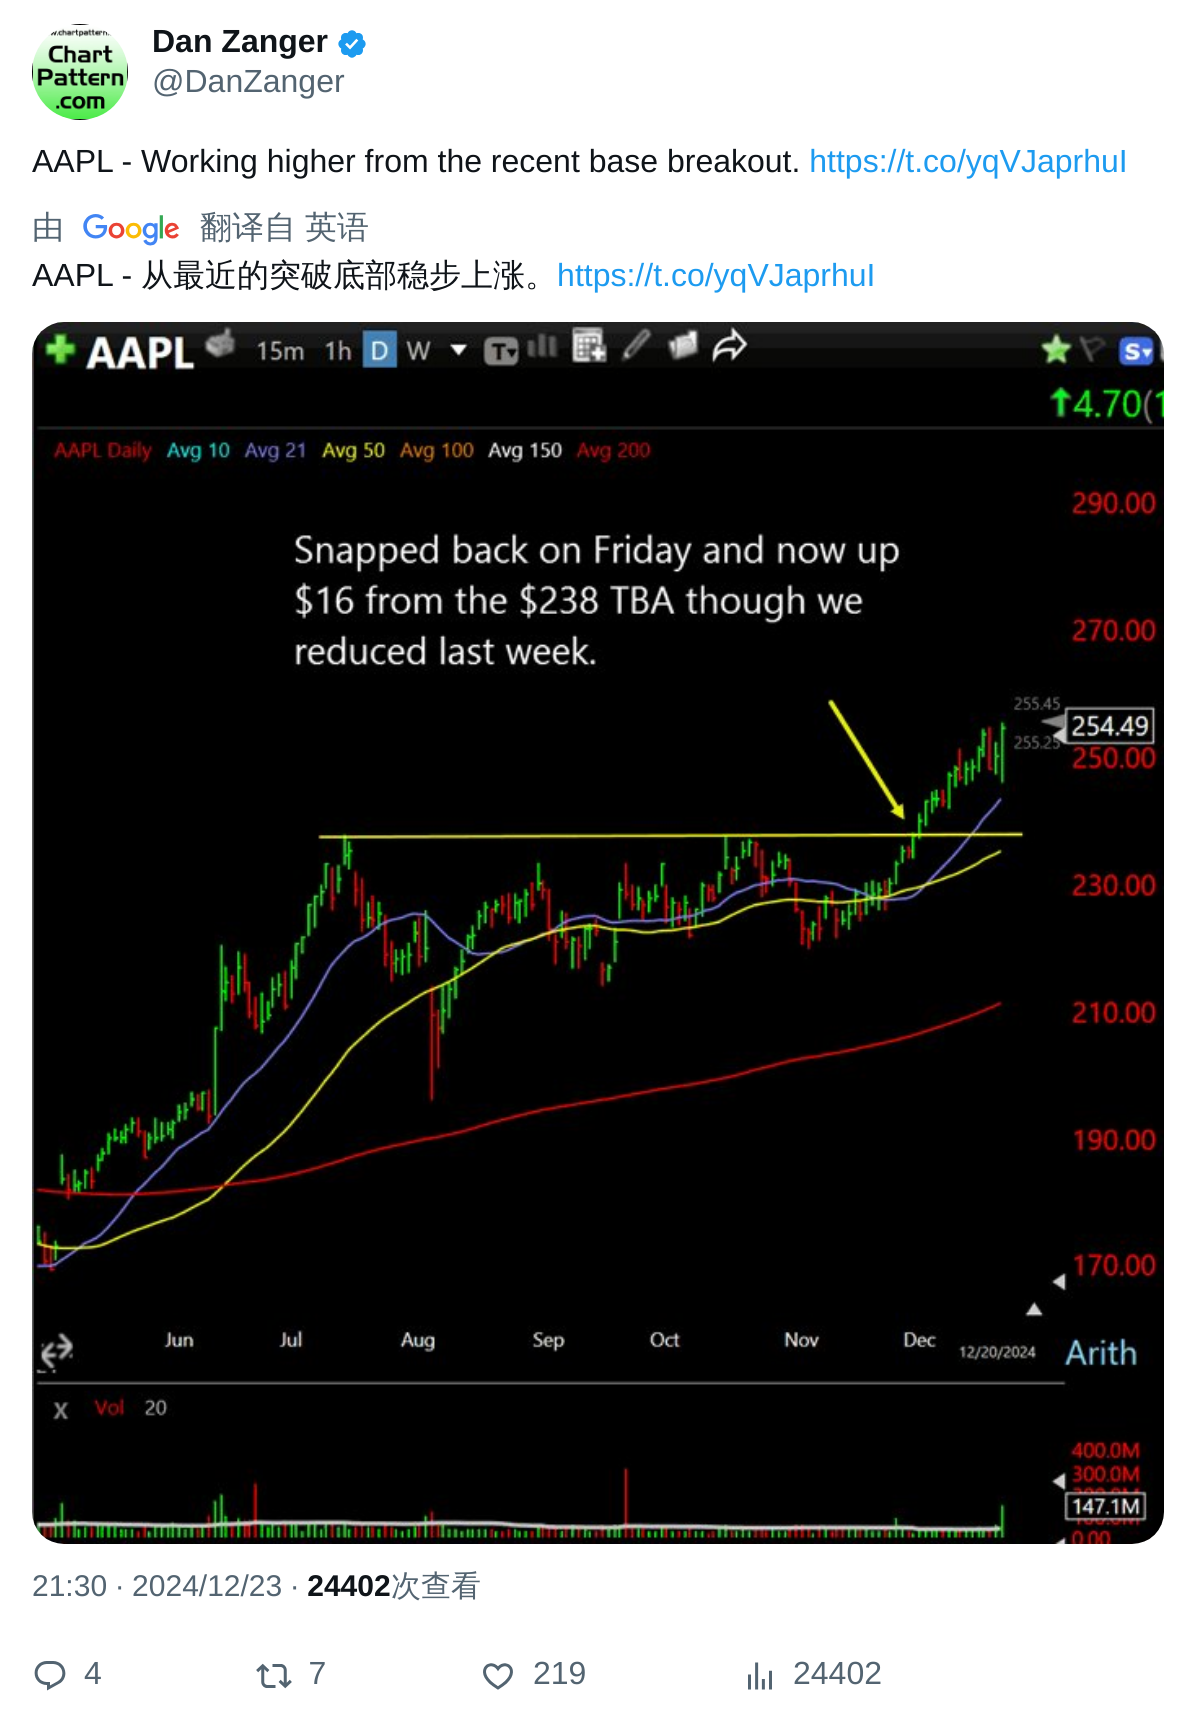 w.chartpattern.
Chart
Pattern
.com
Dan Zanger
@DanZanger
AAPL - Working higher from the recent base breakout. https://t.co/yqVJaprhuI
由 Google 翻译自 英语
AAPL - 从最近的突破底部稳步上涨。https://t.co/yqVJaprhuI
AAPL 15m 1h D W T S
↑4.70(1
AAPL Daily Avg 10 Avg 21 Avg 50 Avg 100 Avg 150 Avg 200
290.00
Snapped back on Friday and now up
$16 from the $238 TBA though we
reduced last week.
270.00
255.45
254.49
255.25
250.00
230.00
210.00
190.00
170.00
Jun Jul Aug Sep Oct Nov Dec 12/20/2024 Arith
X Vol 20
400.0M
300.0M
147.1M
0.00
21:30 · 2024/12/23 · 24402次查看
4 7 219 24402